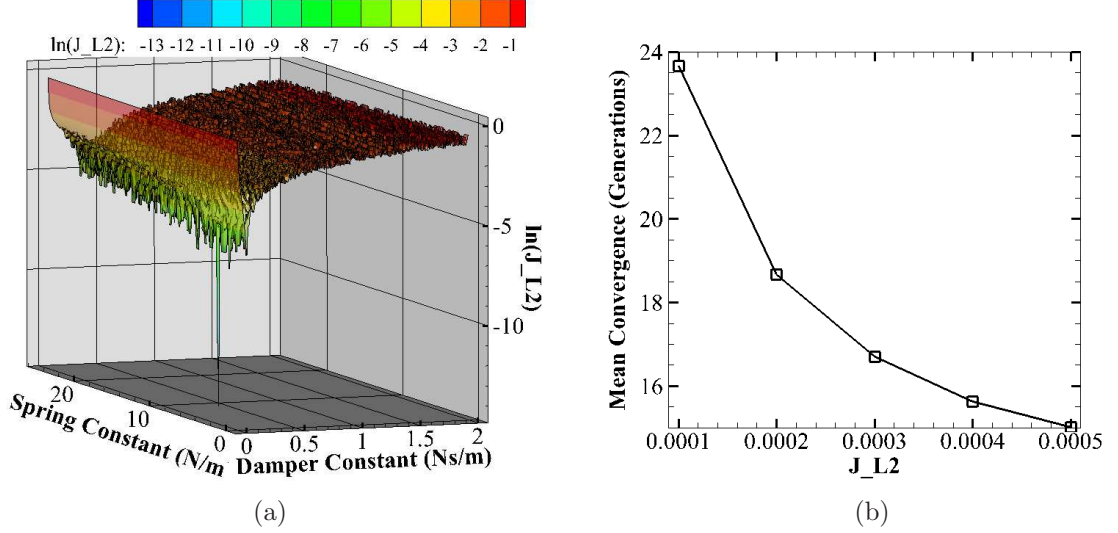 ln(J_L2): -13 -12 -11 -10 -9 -8 -7 -6 -5 -4 -3 -2 -1
0
-5
-10
ln(J_L2)
20
10
0
Spring Constant (N/m
0 0.5 1 1.5 2
Damper Constant (Ns/m)
(a)
24
22
20
18
16
Mean Convergence (Generations)
0.0001 0.0002 0.0003 0.0004 0.0005
J_L2
(b)